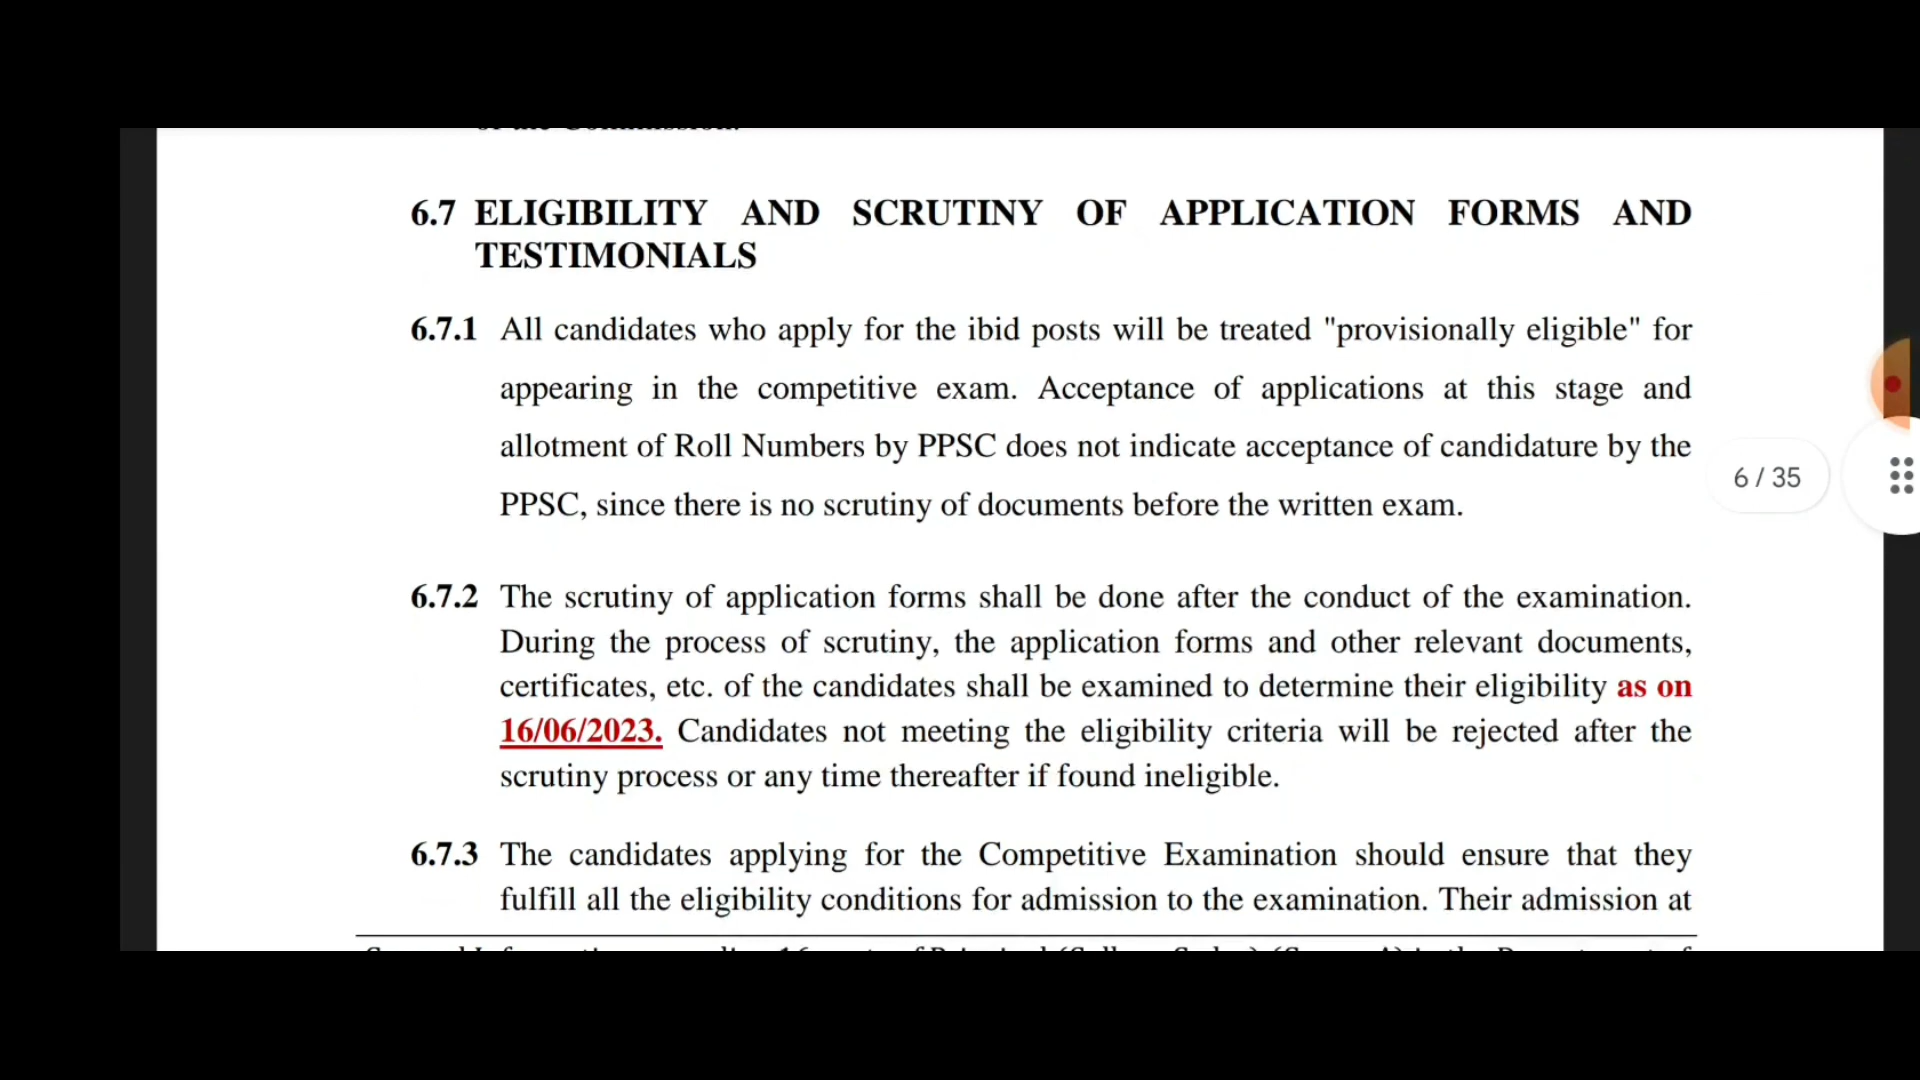 of the Commission.
6.7 ELIGIBILITY AND SCRUTINY OF APPLICATION FORMS AND
TESTIMONIALS
6.7.1 All candidates who apply for the ibid posts will be treated "provisionally eligible" for
appearing in the competitive exam. Acceptance of applications at this stage and
allotment of Roll Numbers by PPSC does not indicate acceptance of candidature by the
PPSC, since there is no scrutiny of documents before the written exam.
6 / 35
6.7.2 The scrutiny of application forms shall be done after the conduct of the examination.
During the process of scrutiny, the application forms and other relevant documents,
certificates, etc. of the candidates shall be examined to determine their eligibility as on
16/06/2023. Candidates not meeting the eligibility criteria will be rejected after the
scrutiny process or any time thereafter if found ineligible.
6.7.3 The candidates applying for the Competitive Examination should ensure that they
fulfill all the eligibility conditions for admission to the examination. Their admission at